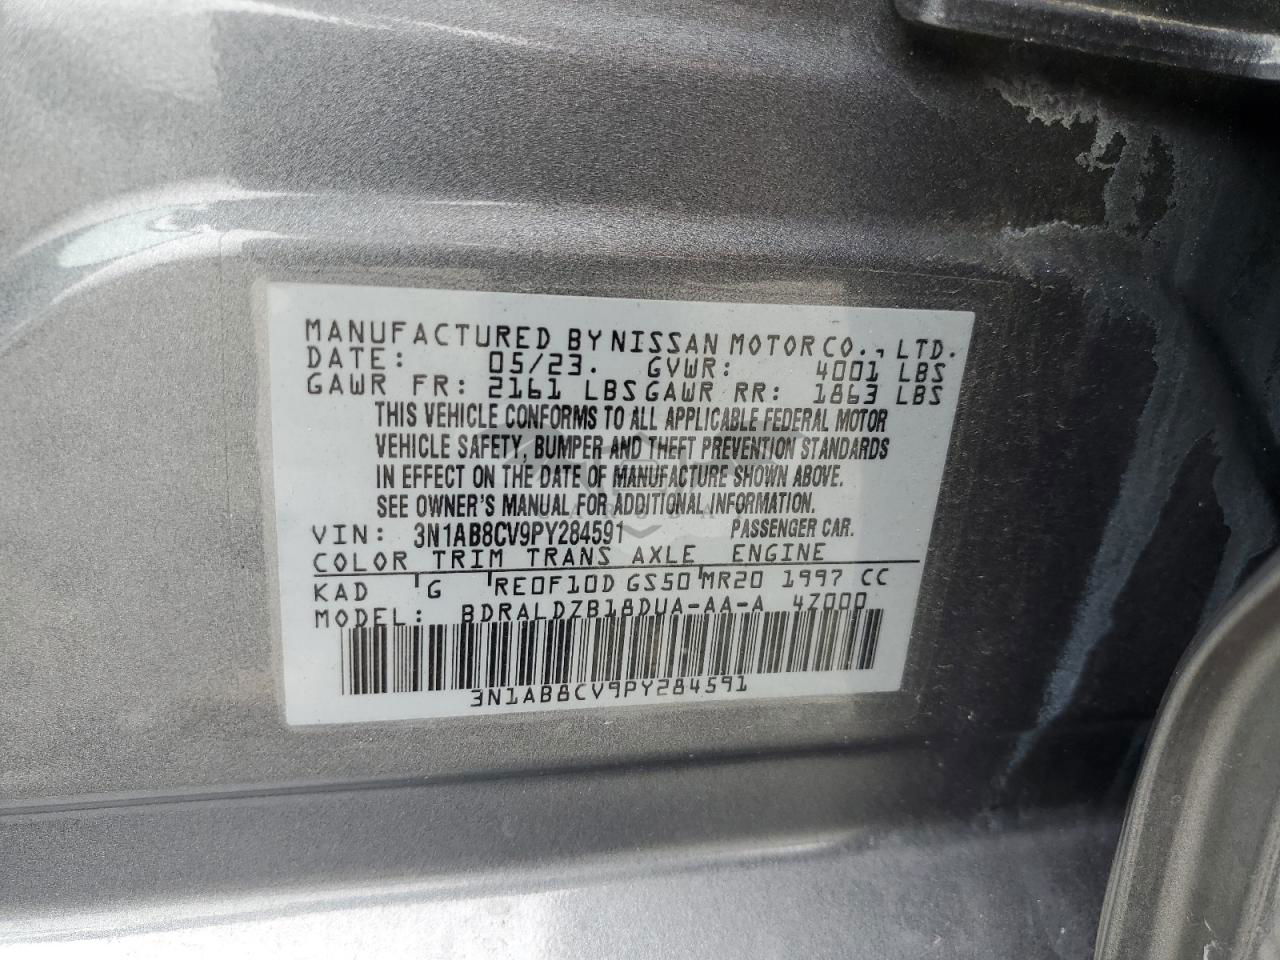 MANUFACTURED BY NISSAN MOTOR CO., LTD.
DATE: 05/23. GVWR: 4001 LBS
GAWR FR: 2161 LBS GAWR RR: 1863 LBS
THIS VEHICLE CONFORMS TO ALL APPLICABLE FEDERAL MOTOR
VEHICLE SAFETY, BUMPER AND THEFT PREVENTION STANDARDS
IN EFFECT ON THE DATE OF MANUFACTURE SHOWN ABOVE.
SEE OWNER'S MANUAL FOR ADDITIONAL INFORMATION.
VIN: 3N1AB8CV9PY284591 PASSENGER CAR.
COLOR TRIM TRANS AXLE ENGINE
KAD G RE0F10D GS50 MR20 1997 CC
MODEL: BDRALDZB18DUA-AA-A 4Z000
3N1AB8CV9PY284591